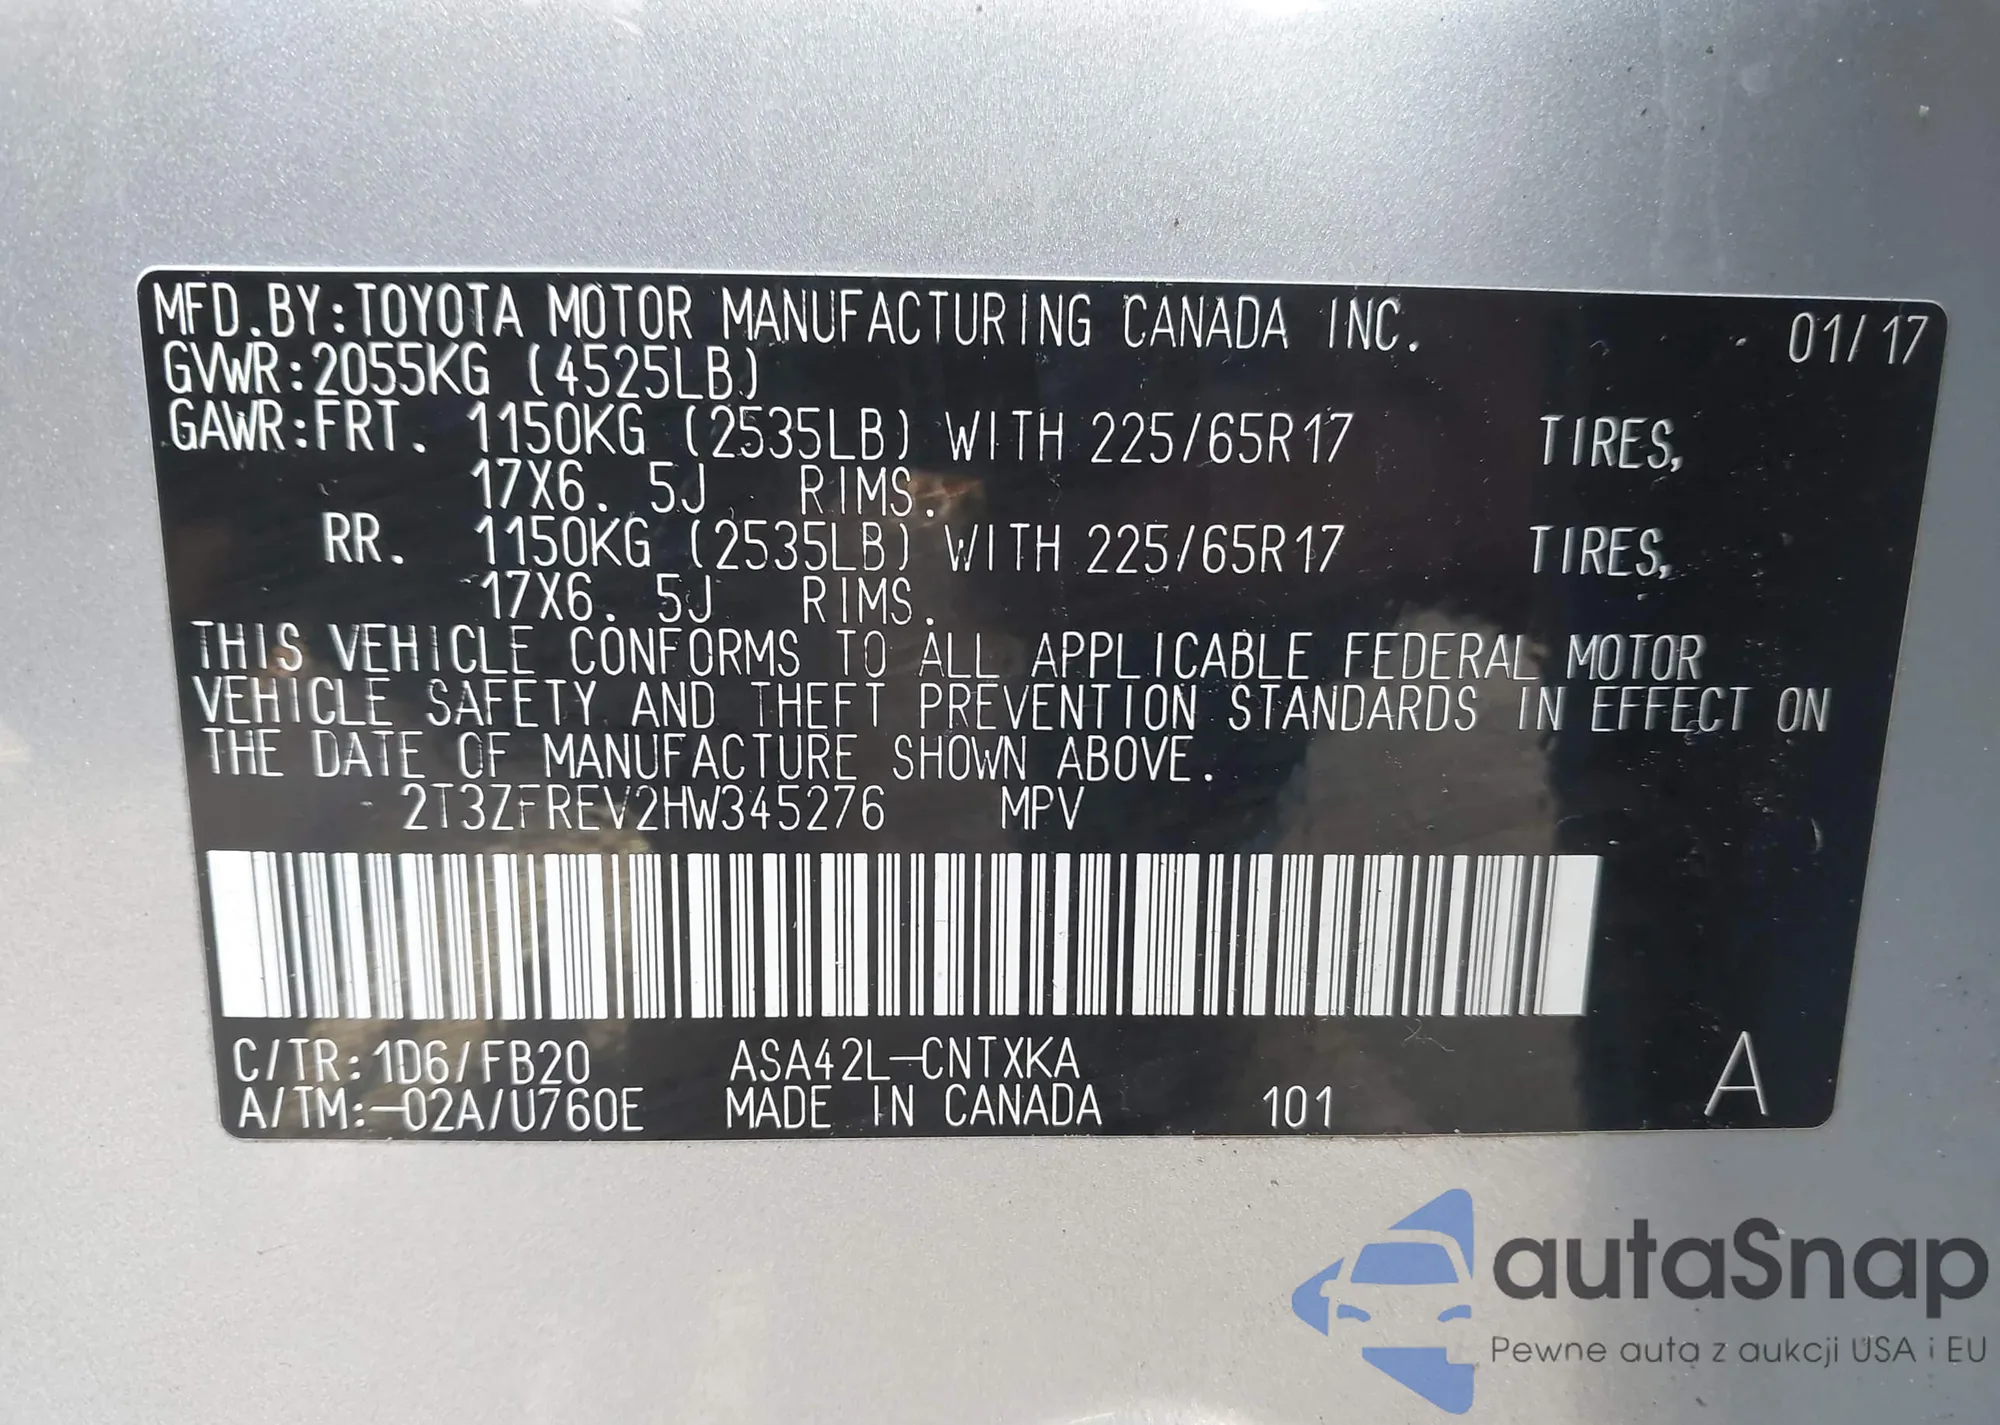 MFD.BY:TOYOTA MOTOR MANUFACTURING CANADA INC. 01/17
GVWR:2055KG (4525LB)
GAWR:FRT. 1150KG (2535LB) WITH 225/65R17 TIRES,
17X6.5J RIMS.
RR. 1150KG (2535LB) WITH 225/65R17 TIRES,
17X6.5J RIMS.
THIS VEHICLE CONFORMS TO ALL APPLICABLE FEDERAL MOTOR
VEHICLE SAFETY AND THEFT PREVENTION STANDARDS IN EFFECT ON
THE DATE OF MANUFACTURE SHOWN ABOVE.
2T3ZFREV2HW345276 MPV
C/TR:1D6/FB20 ASA42L-CNTXKA A
A/TM:-02A/U760E MADE IN CANADA 101
autaSnap
Pewne auta z aukcji USA i EU